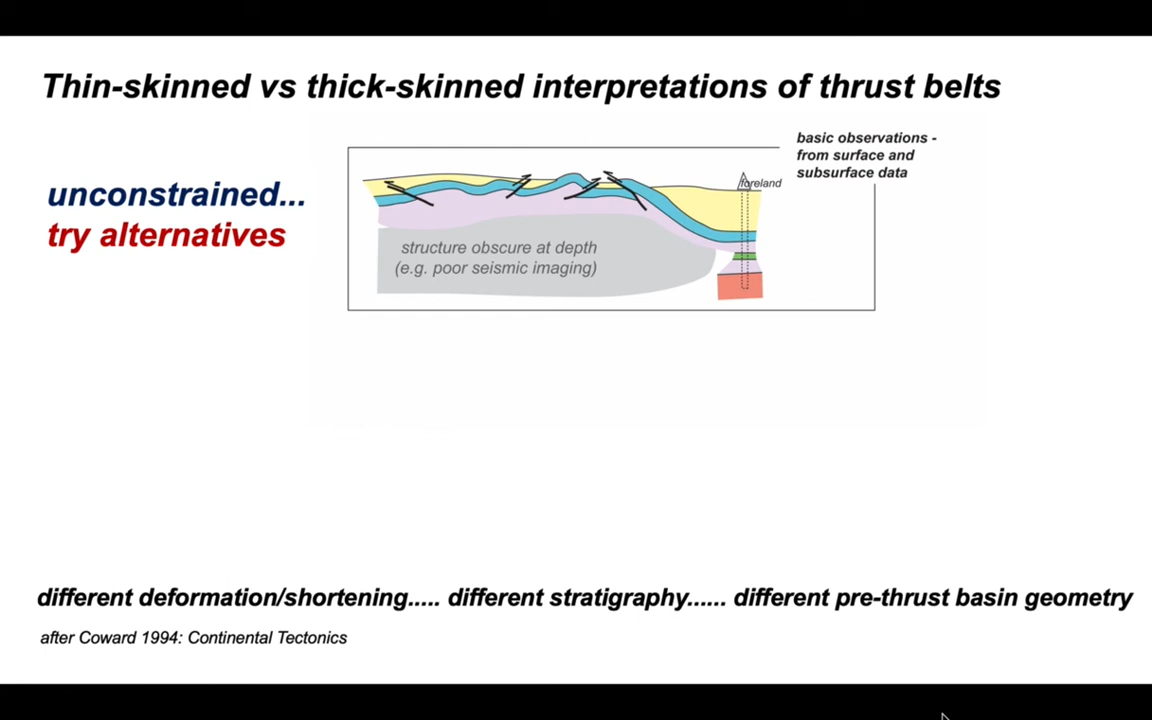 Thin-skinned vs thick-skinned interpretations of thrust belts
basic observations -
from surface and
subsurface data
unconstrained...
try alternatives
foreland
structure obscure at depth
(e.g. poor seismic imaging)
different deformation/shortening..... different stratigraphy...... different pre-thrust basin geometry
after Coward 1994: Continental Tectonics